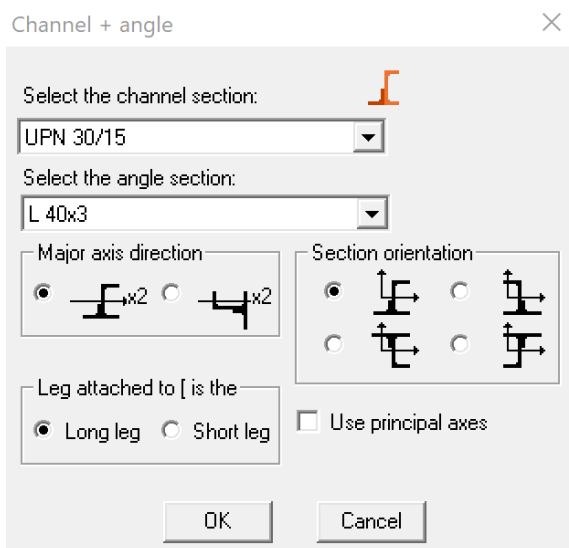 Channel + angle
Select the channel section:
UPN 30/15
Select the angle section:
L 40x3
Major axis direction
x2
x2
Section orientation
Leg attached to [ is the
Long leg
Short leg
Use principal axes
OK
Cancel